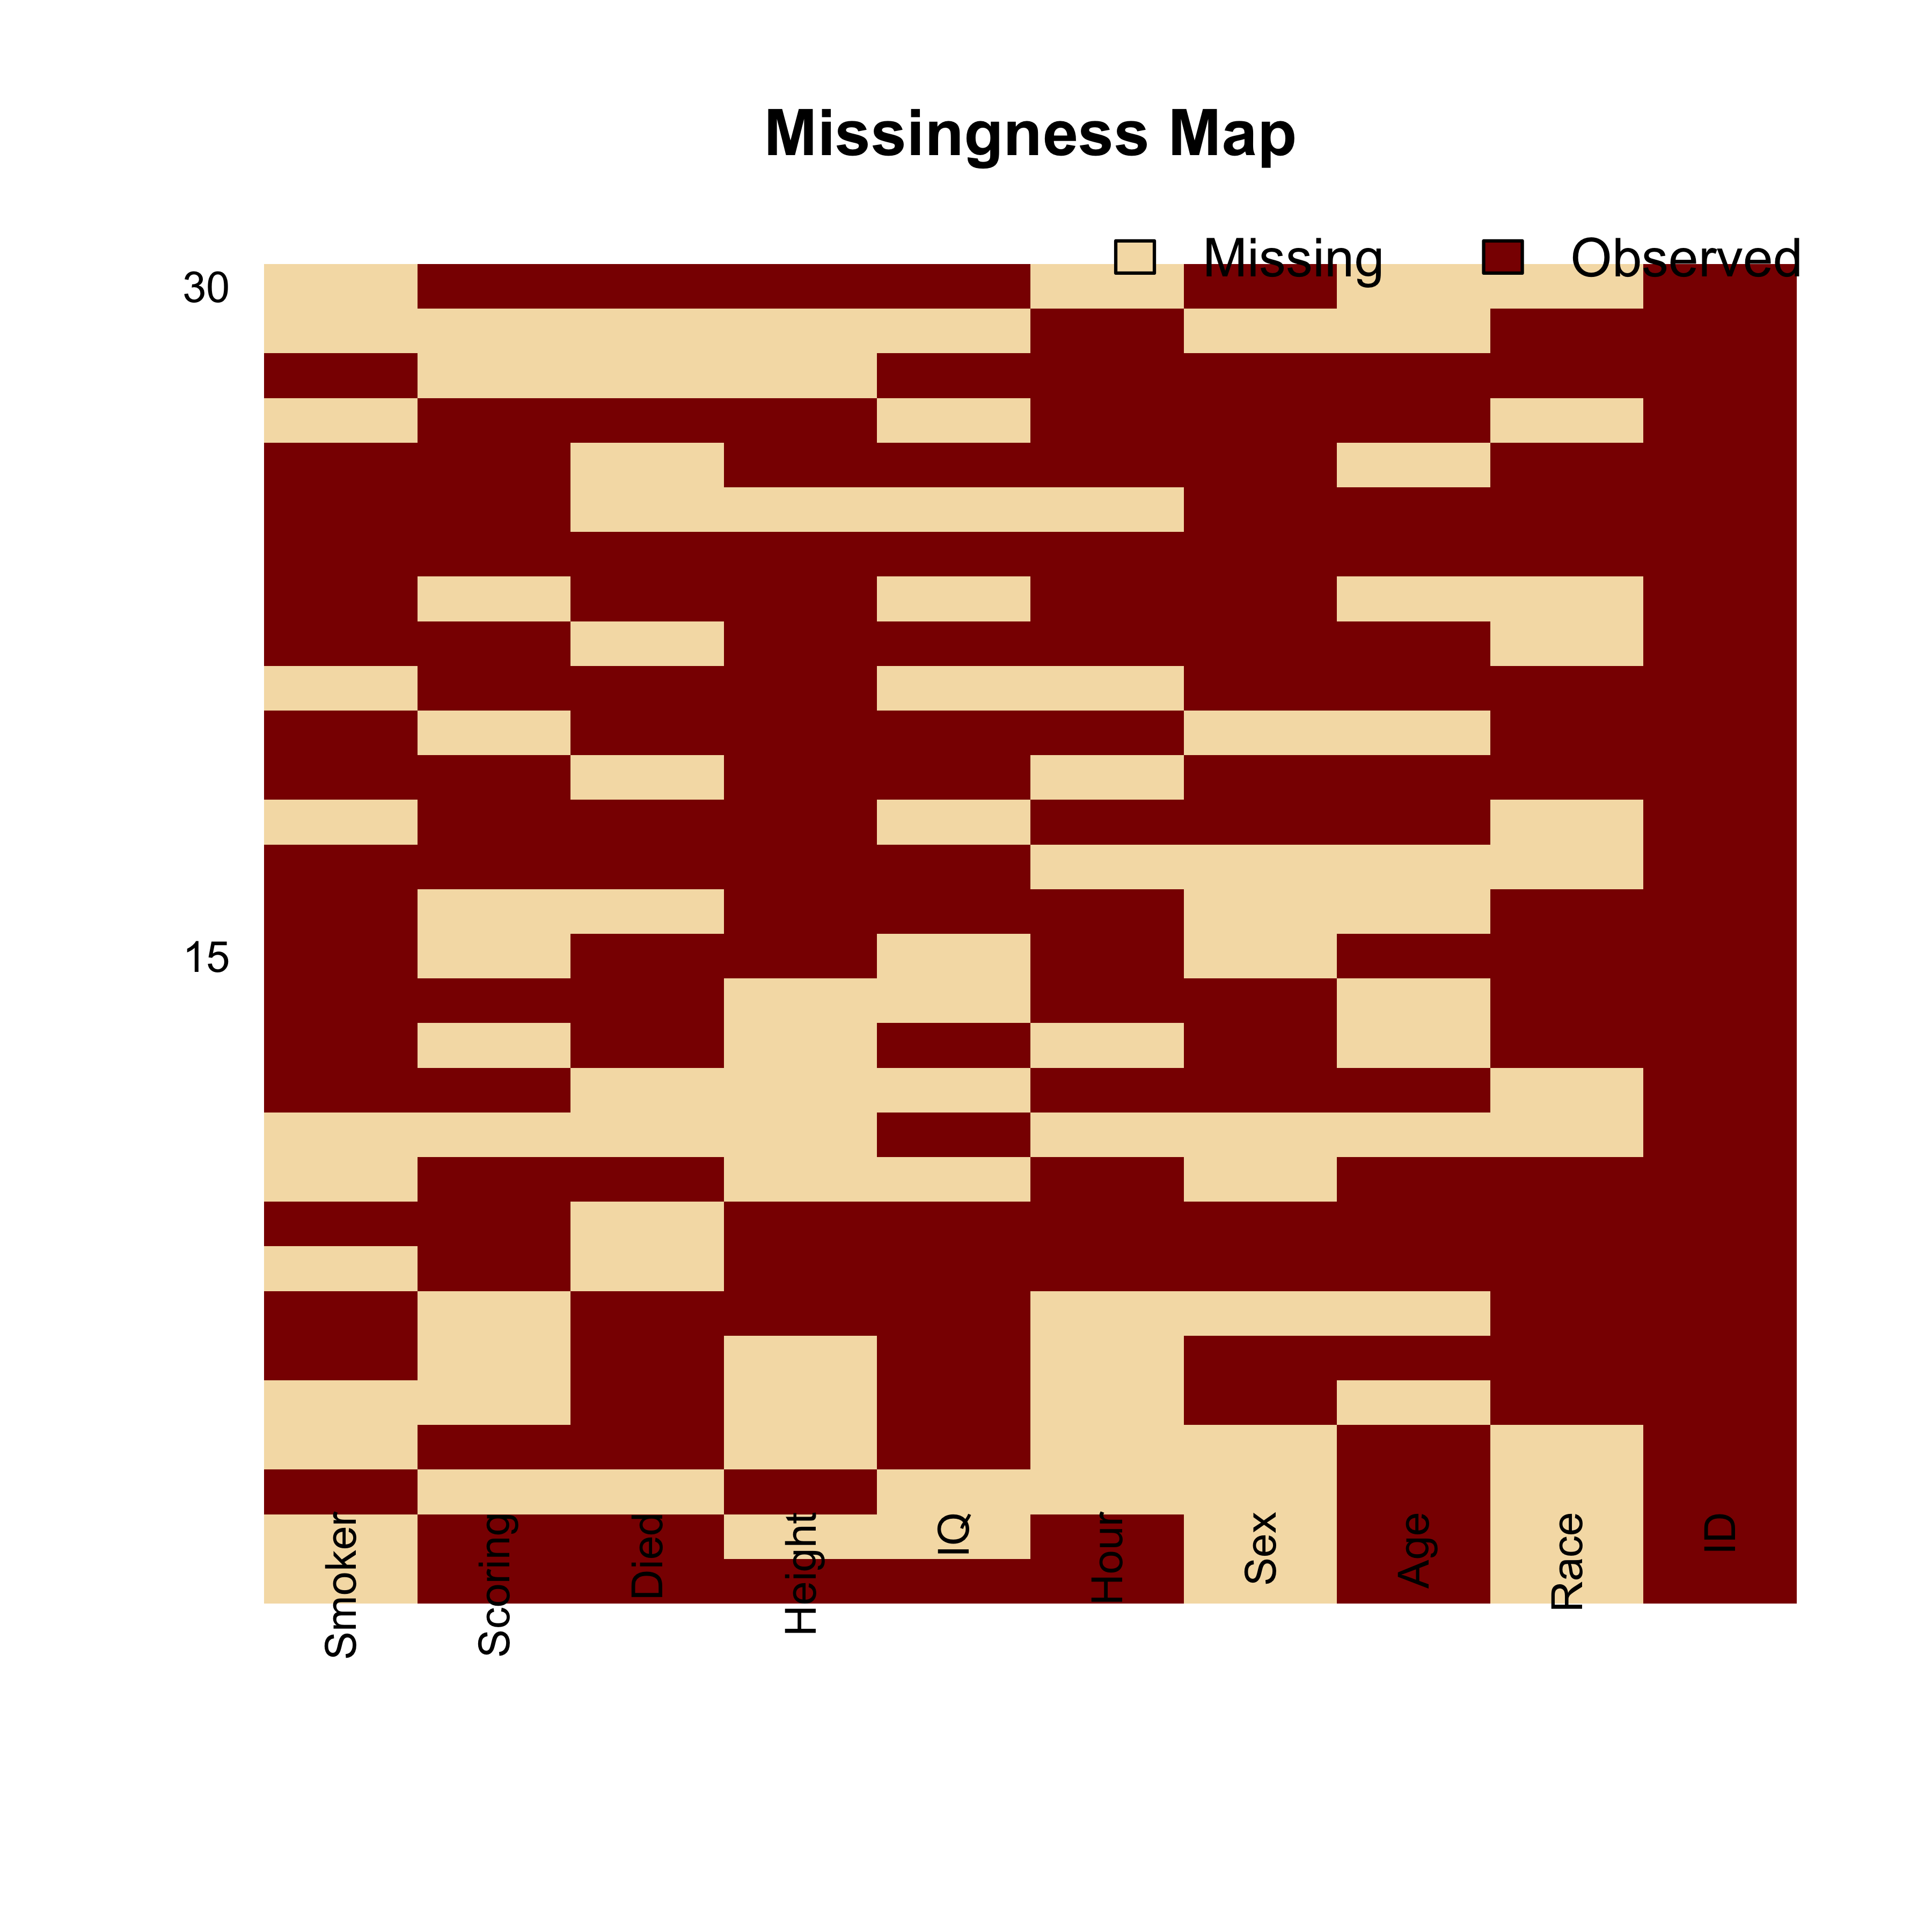 Missingness Map
Missing Observed
30
15
Smoker
Scoring
Died
Height
IQ
Hour
Sex
Age
Race
ID